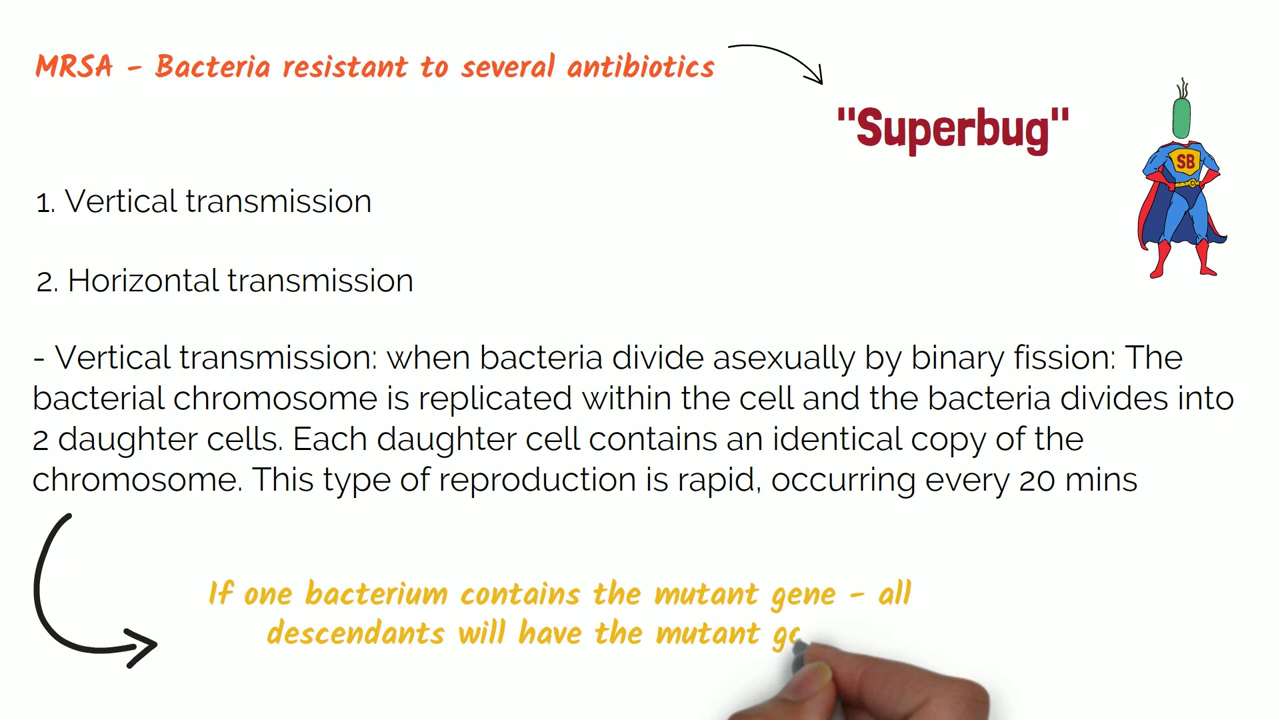 MRSA - Bacteria resistant to several antibiotics
"Superbug"
SB
1. Vertical transmission
2. Horizontal transmission
- Vertical transmission: when bacteria divide asexually by binary fission: The
bacterial chromosome is replicated within the cell and the bacteria divides into
2 daughter cells. Each daughter cell contains an identical copy of the
chromosome. This type of reproduction is rapid, occurring every 20 mins
If one bacterium contains the mutant gene - all
descendants will have the mutant